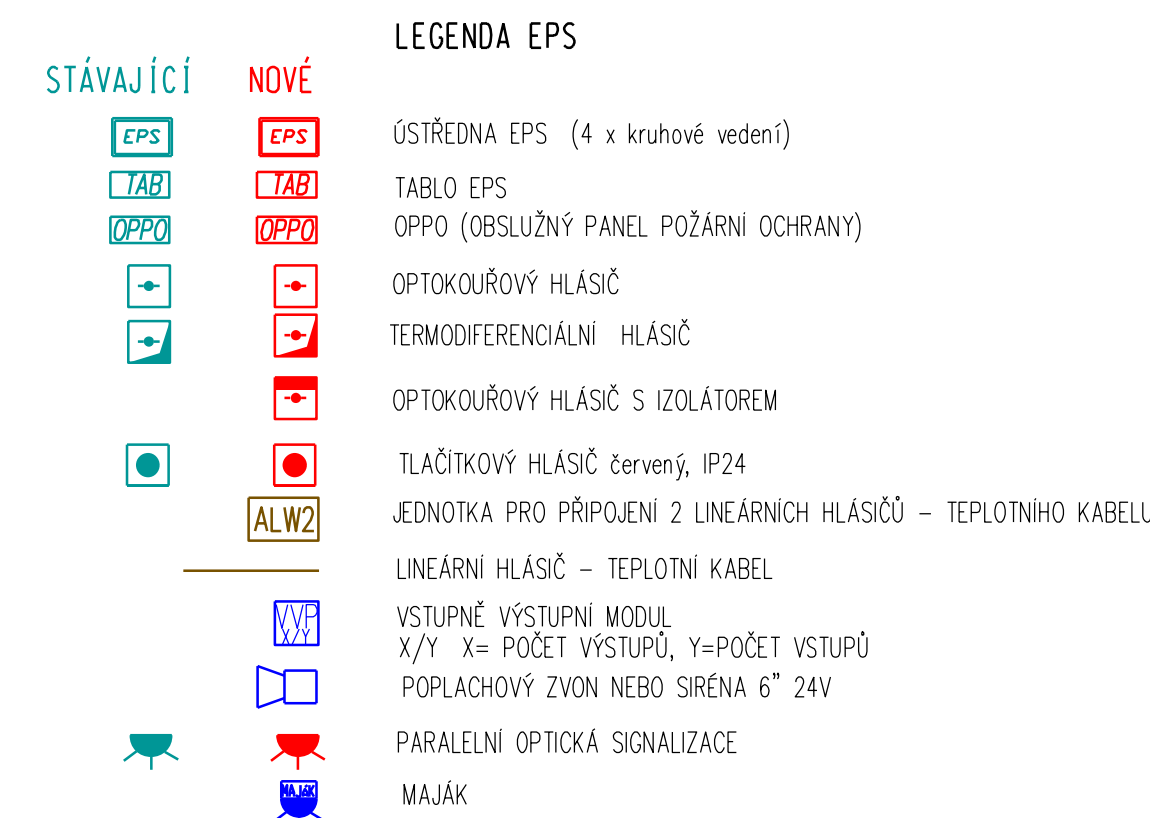 LEGENDA EPS
STÁVAJÍCÍ NOVÉ
EPS EPS ÚSTŘEDNA EPS (4 x kruhové vedení)
TAB TAB TABLO EPS
OPPO OPPO OPPO (OBSLUŽNÝ PANEL POŽÁRNÍ OCHRANY)
OPTOKOUŘOVÝ HLÁSIČ
TERMODIFERENCIÁLNÍ HLÁSIČ
OPTOKOUŘOVÝ HLÁSIČ S IZOLÁTOREM
TLAČÍTKOVÝ HLÁSIČ červený, IP24
ALW2 JEDNOTKA PRO PŘIPOJENÍ 2 LINEÁRNÍCH HLÁSIČŮ – TEPLOTNÍHO KABELU
LINEÁRNÍ HLÁSIČ – TEPLOTNÍ KABEL
VVP VSTUPNĚ VÝSTUPNÍ MODUL
X/Y X/Y X= POČET VÝSTUPŮ, Y=POČET VSTUPŮ
POPLACHOVÝ ZVON NEBO SIRÉNA 6” 24V
PARALELNÍ OPTICKÁ SIGNALIZACE
MAJáK MAJÁK